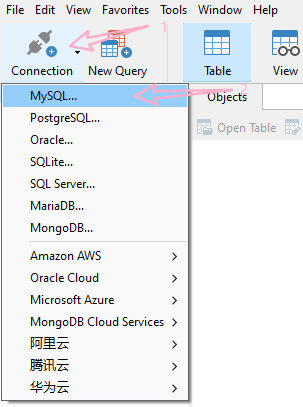 File Edit View Favorites Tools Window
1
Connection New Query Table View
MySQL...
2
Objects
PostgreSQL...
Open Table
Oracle...
SQLite...
SQL Server...
MariaDB...
MongoDB...
Amazon AWS
Oracle Cloud
Microsoft Azure
MongoDB Cloud Services
阿里云
腾讯云
华为云